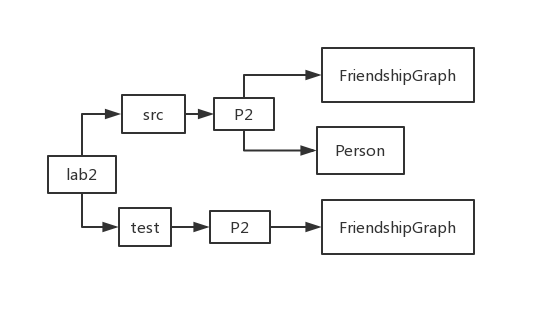 FriendshipGraph
src
P2
Person
lab2
test
P2
FriendshipGraph